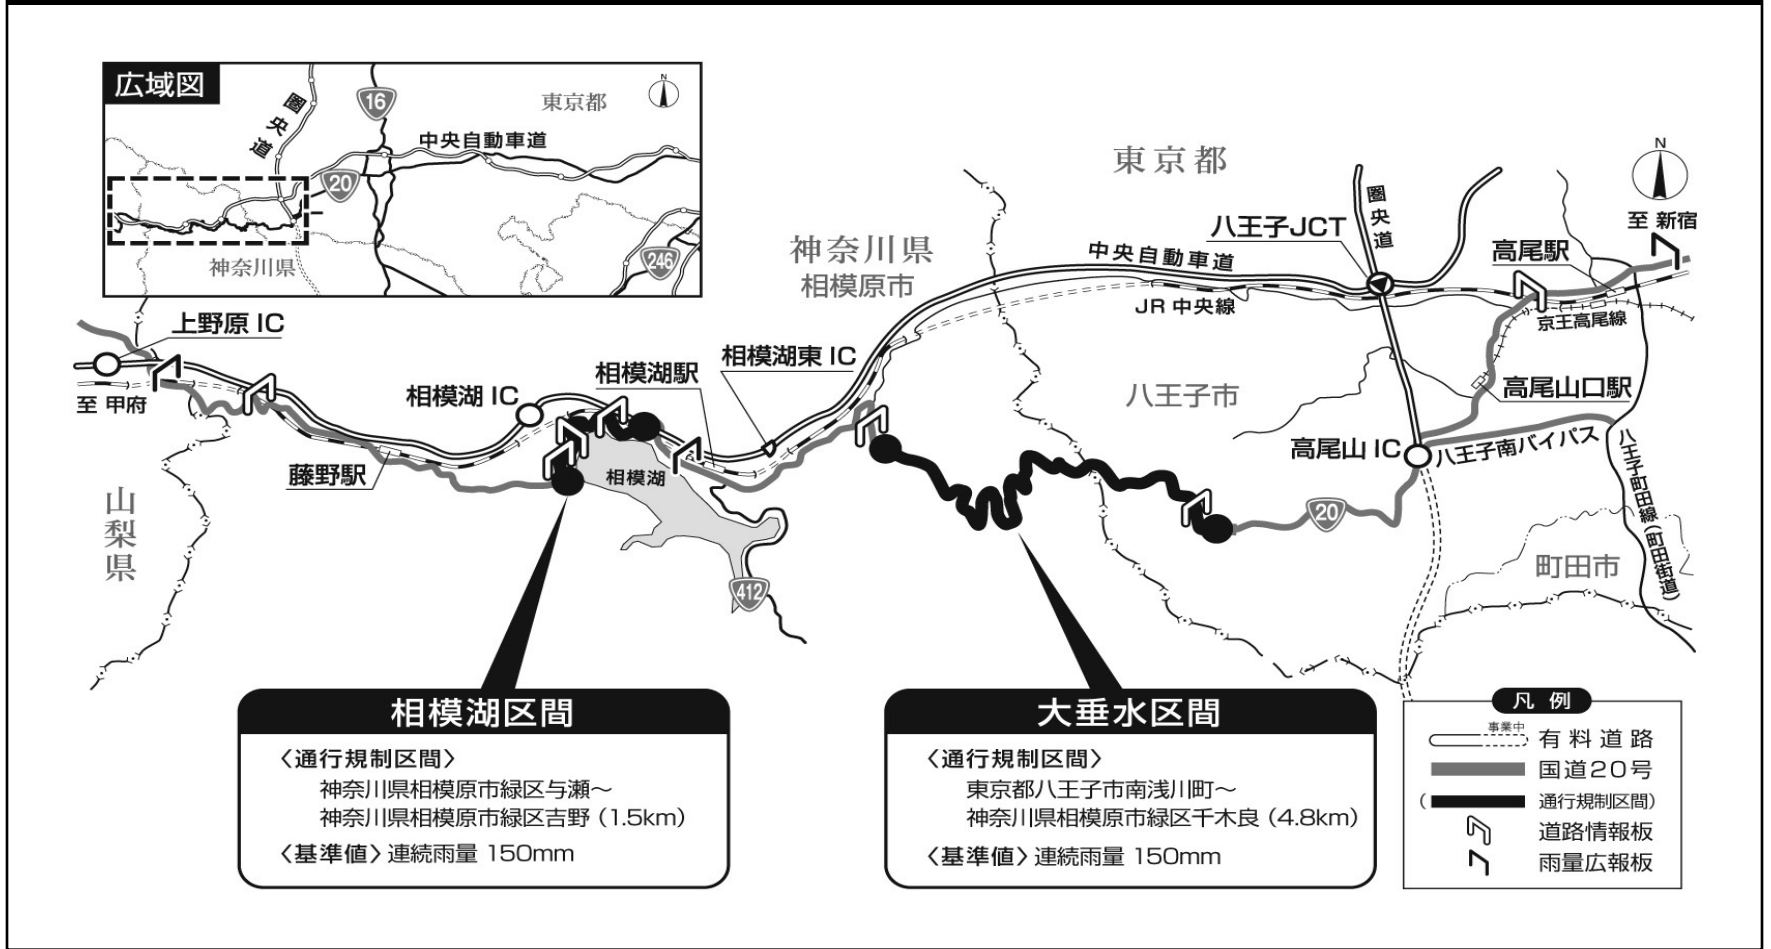 広域図
N
圏央道
16
東京都
中央自動車道
20
神奈川県
246
東京都
N
至 新宿
圏央道
八王子JCT
高尾駅
神奈川県
相模原市
中央自動車道
JR 中央線
京王高尾線
上野原 IC
至 甲府
相模湖 IC
相模湖駅
相模湖東 IC
八王子市
高尾山口駅
高尾山 IC
八王子南バイパス
八王子町田線(町田街道)
藤野駅
相模湖
20
山梨県
412
町田市
相模湖区間
〈通行規制区間〉
神奈川県相模原市緑区与瀬~
神奈川県相模原市緑区吉野(1.5km)
〈基準値〉連続雨量 150mm
大垂水区間
〈通行規制区間〉
東京都八王子市南浅川町~
神奈川県相模原市緑区千木良(4.8km)
〈基準値〉連続雨量 150mm
凡 例
事業中
有料道路
国道20号
( 通行規制区間)
道路情報板
雨量広報板